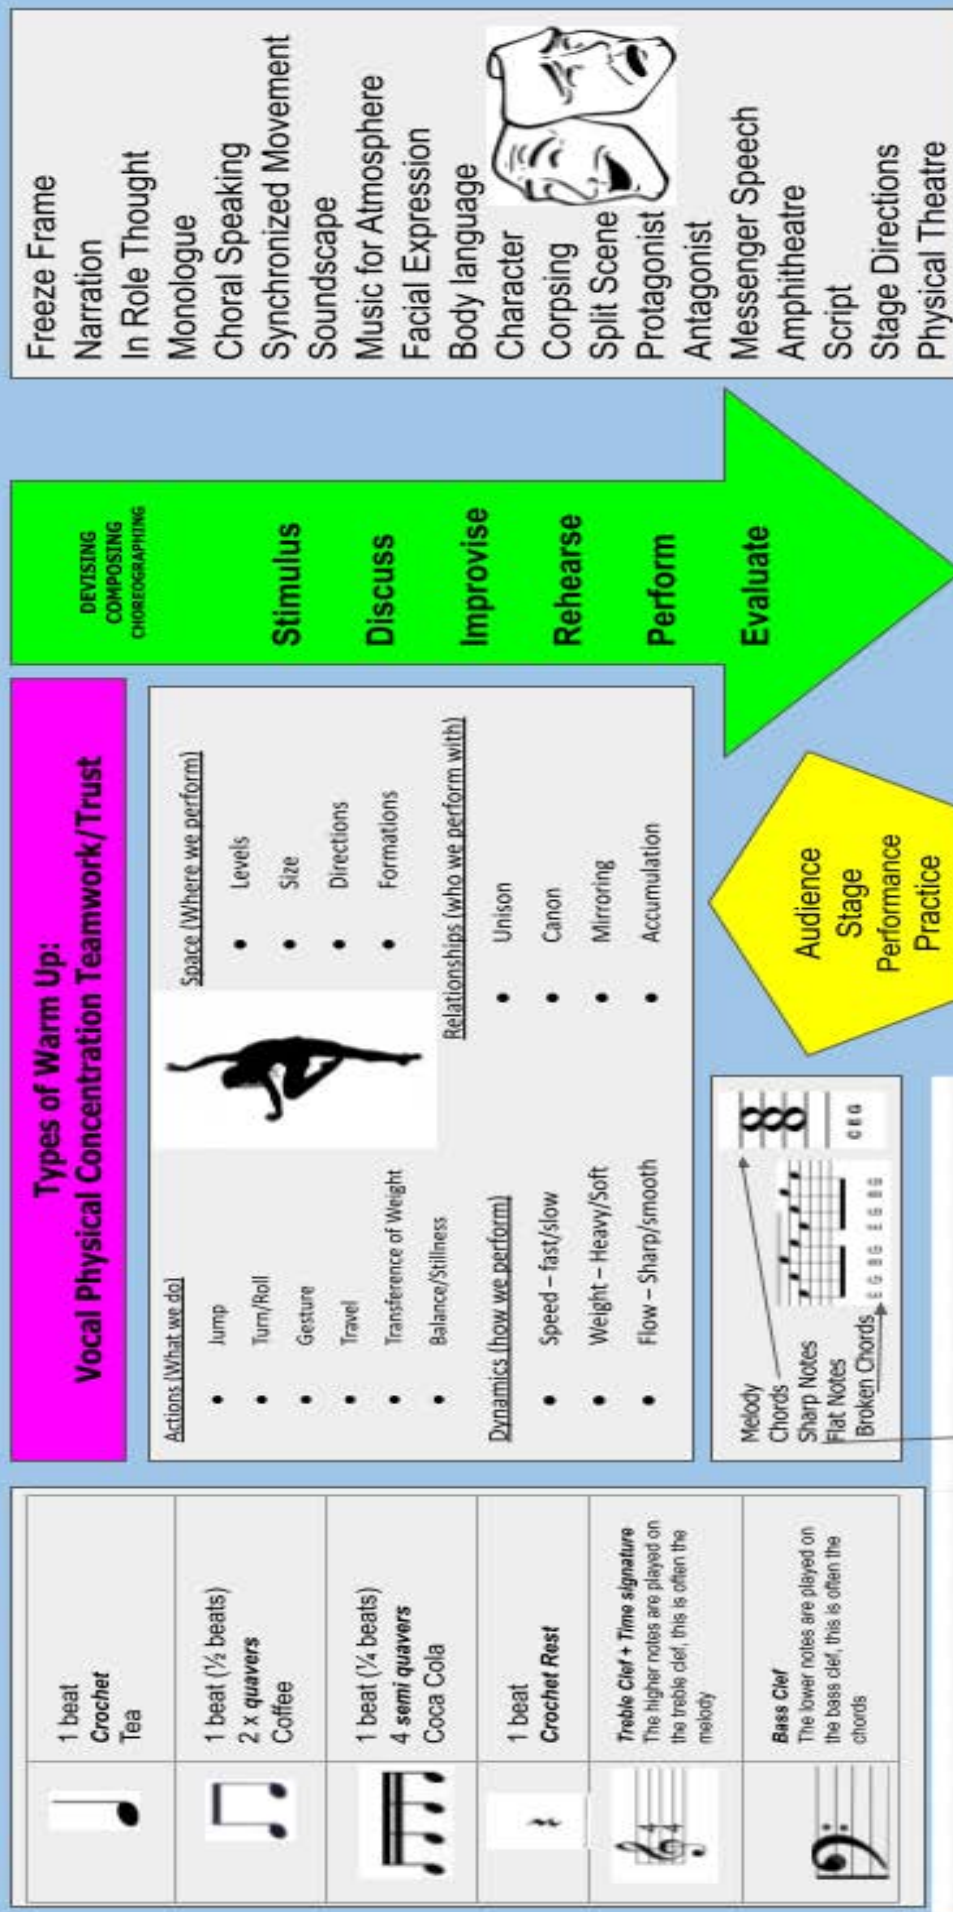 1 beat
Crochet
Tea
1 beat (½ beats)
2 x quavers
Coffee
1 beat (¼ beats)
4 semi quavers
Coca Cola
1 beat
Crochet Rest
Treble Clef + Time signature
The higher notes are played on
the treble clef, this is often the
melody
Bass Clef
The lower notes are played on
the bass clef, this is often the
chords
Types of Warm Up:
Vocal Physical Concentration Teamwork/Trust
Actions (What we do)
• Jump
• Turn/Roll
• Gesture
• Travel
• Transference of Weight
• Balance/Stillness
Space (Where we perform)
• Levels
• Size
• Directions
• Formations
Dynamics (how we perform)
• Speed – fast/slow
• Weight – Heavy/Soft
• Flow – Sharp/smooth
Relationships (who we perform with)
• Unison
• Canon
• Mirroring
• Accumulation
Melody
Chords
Sharp Notes
Flat Notes
Broken Chords
Audience
Stage
Performance
Practice
DEVISING
COMPOSING
CHOREOGRAPHING
Stimulus
Discuss
Improvise
Rehearse
Perform
Evaluate
Freeze Frame
Narration
In Role Thought
Monologue
Choral Speaking
Synchronized Movement
Soundscape
Music for Atmosphere
Facial Expression
Body language
Character
Corpsing
Split Scene
Protagonist
Antagonist
Messenger Speech
Amphitheatre
Script
Stage Directions
Physical Theatre